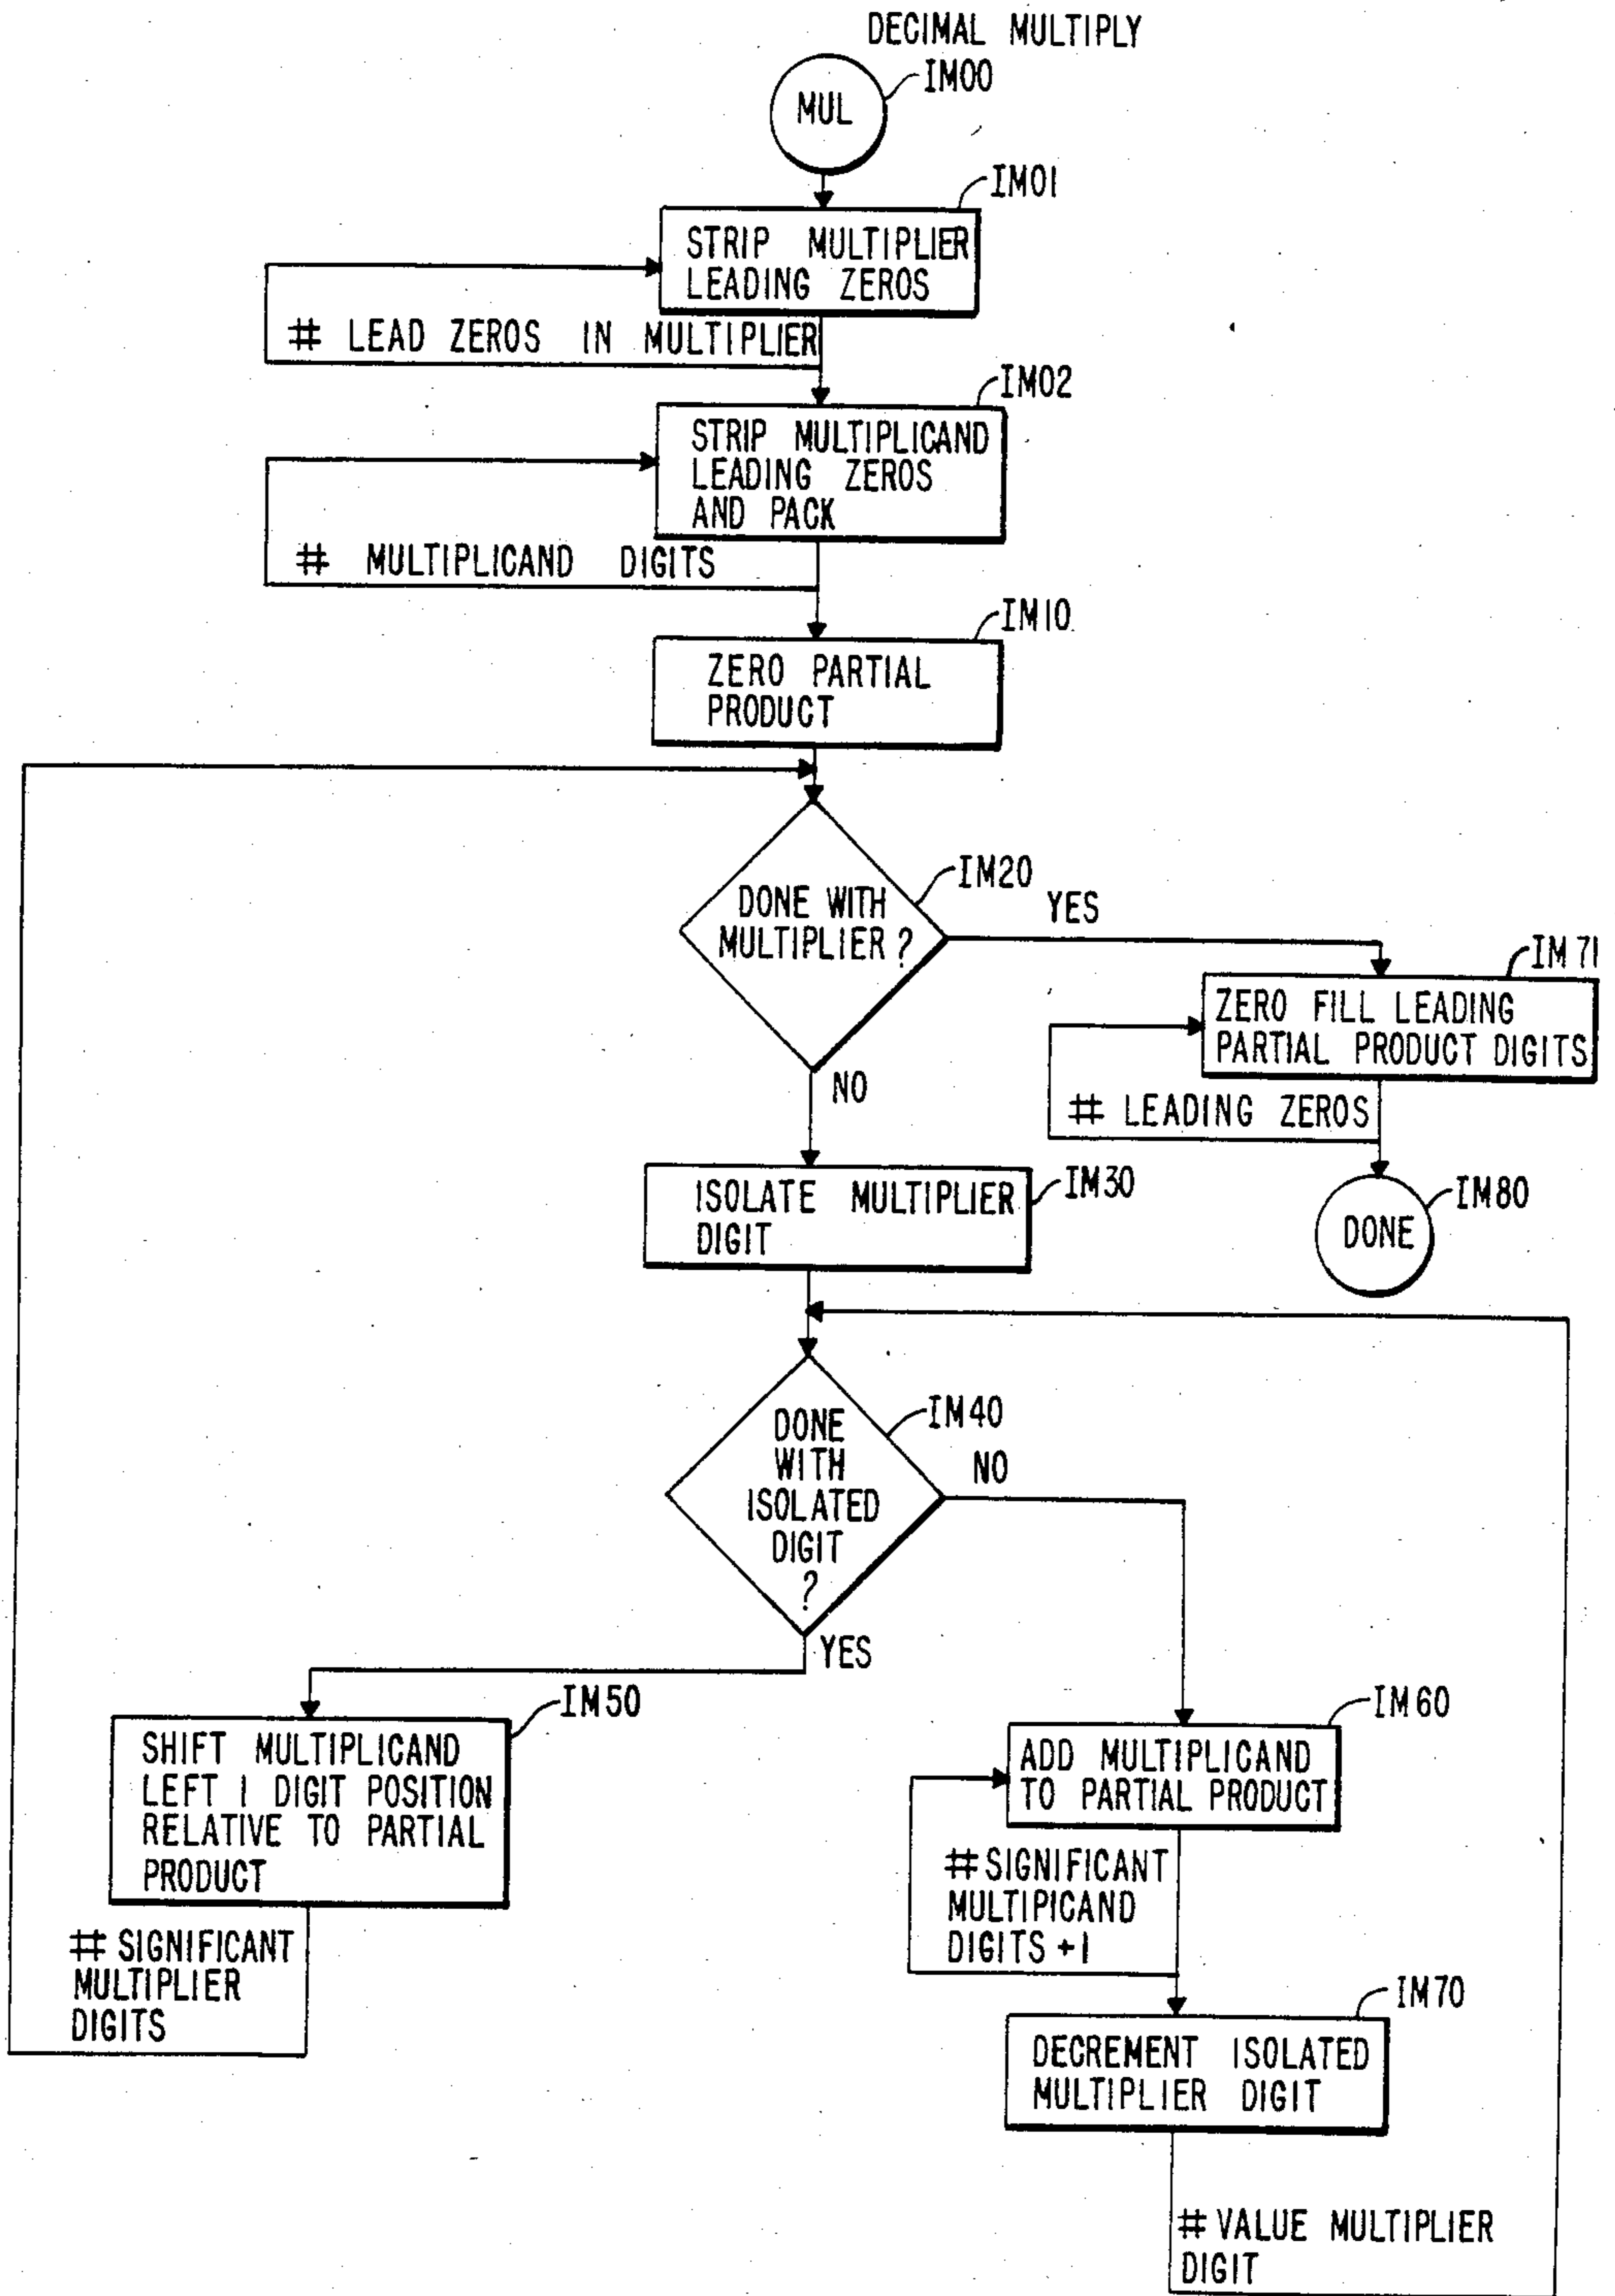 DECIMAL MULTIPLY
IM00
MUL
IM01
STRIP MULTIPLIER
LEADING ZEROS
# LEAD ZEROS IN MULTIPLIER
IM02
STRIP MULTIPLICAND
LEADING ZEROS
AND PACK
# MULTIPLICAND DIGITS
IM10
ZERO PARTIAL
PRODUCT
IM20
DONE WITH
MULTIPLIER ?
YES
IM71
ZERO FILL LEADING
PARTIAL PRODUCT DIGITS
NO
# LEADING ZEROS
IM30
ISOLATE MULTIPLIER
DIGIT
IM80
DONE
IM40
DONE
WITH
ISOLATED
DIGIT
?
NO
YES
IM50
SHIFT MULTIPLICAND
LEFT 1 DIGIT POSITION
RELATIVE TO PARTIAL
PRODUCT
# SIGNIFICANT
MULTIPLIER
DIGITS
IM60
ADD MULTIPLICAND
TO PARTIAL PRODUCT
# SIGNIFICANT
MULTIPICAND
DIGITS +1
IM70
DECREMENT ISOLATED
MULTIPLIER DIGIT
# VALUE MULTIPLIER
DIGIT